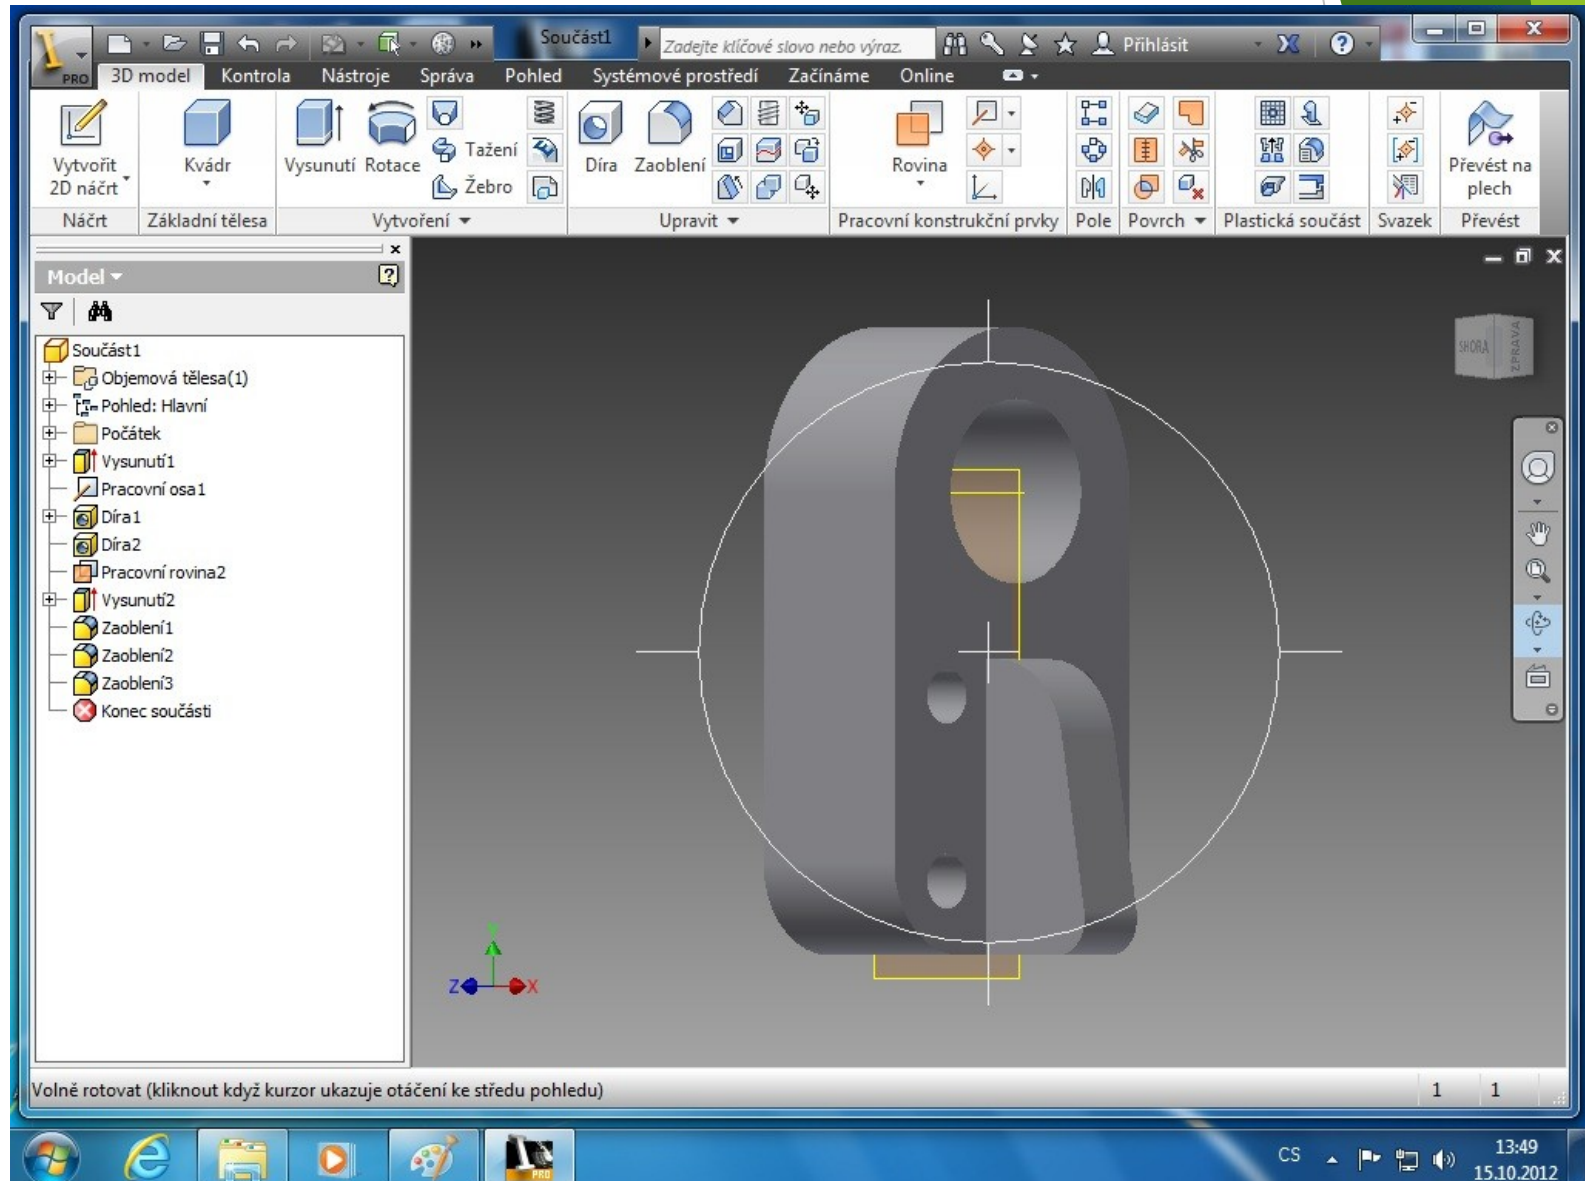 Součást1
Zadejte klíčové slovo nebo výraz.
Přihlásit
PRO
3D model Kontrola Nástroje Správa Pohled Systémové prostředí Začínáme Online
Vytvořit
2D náčrt
Kvádr
Vysunutí Rotace
Tažení
Žebro
Díra Zaoblení
Rovina
Převést na
plech
Náčrt Základní tělesa Vytvoření Upravit Pracovní konstrukční prvky Pole Povrch Plastická součást Svazek Převést
Model
Součást1
Objemová tělesa(1)
Pohled: Hlavní
Počátek
Vysunutí1
Pracovní osa1
Díra1
Díra2
Pracovní rovina2
Vysunutí2
Zaoblení1
Zaoblení2
Zaoblení3
Konec součásti
SHORA
ZPRAVA
Y
Z X
Volně rotovat (kliknout když kurzor ukazuje otáčení ke středu pohledu)
1 1
PRO
CS
13:49
15.10.2012